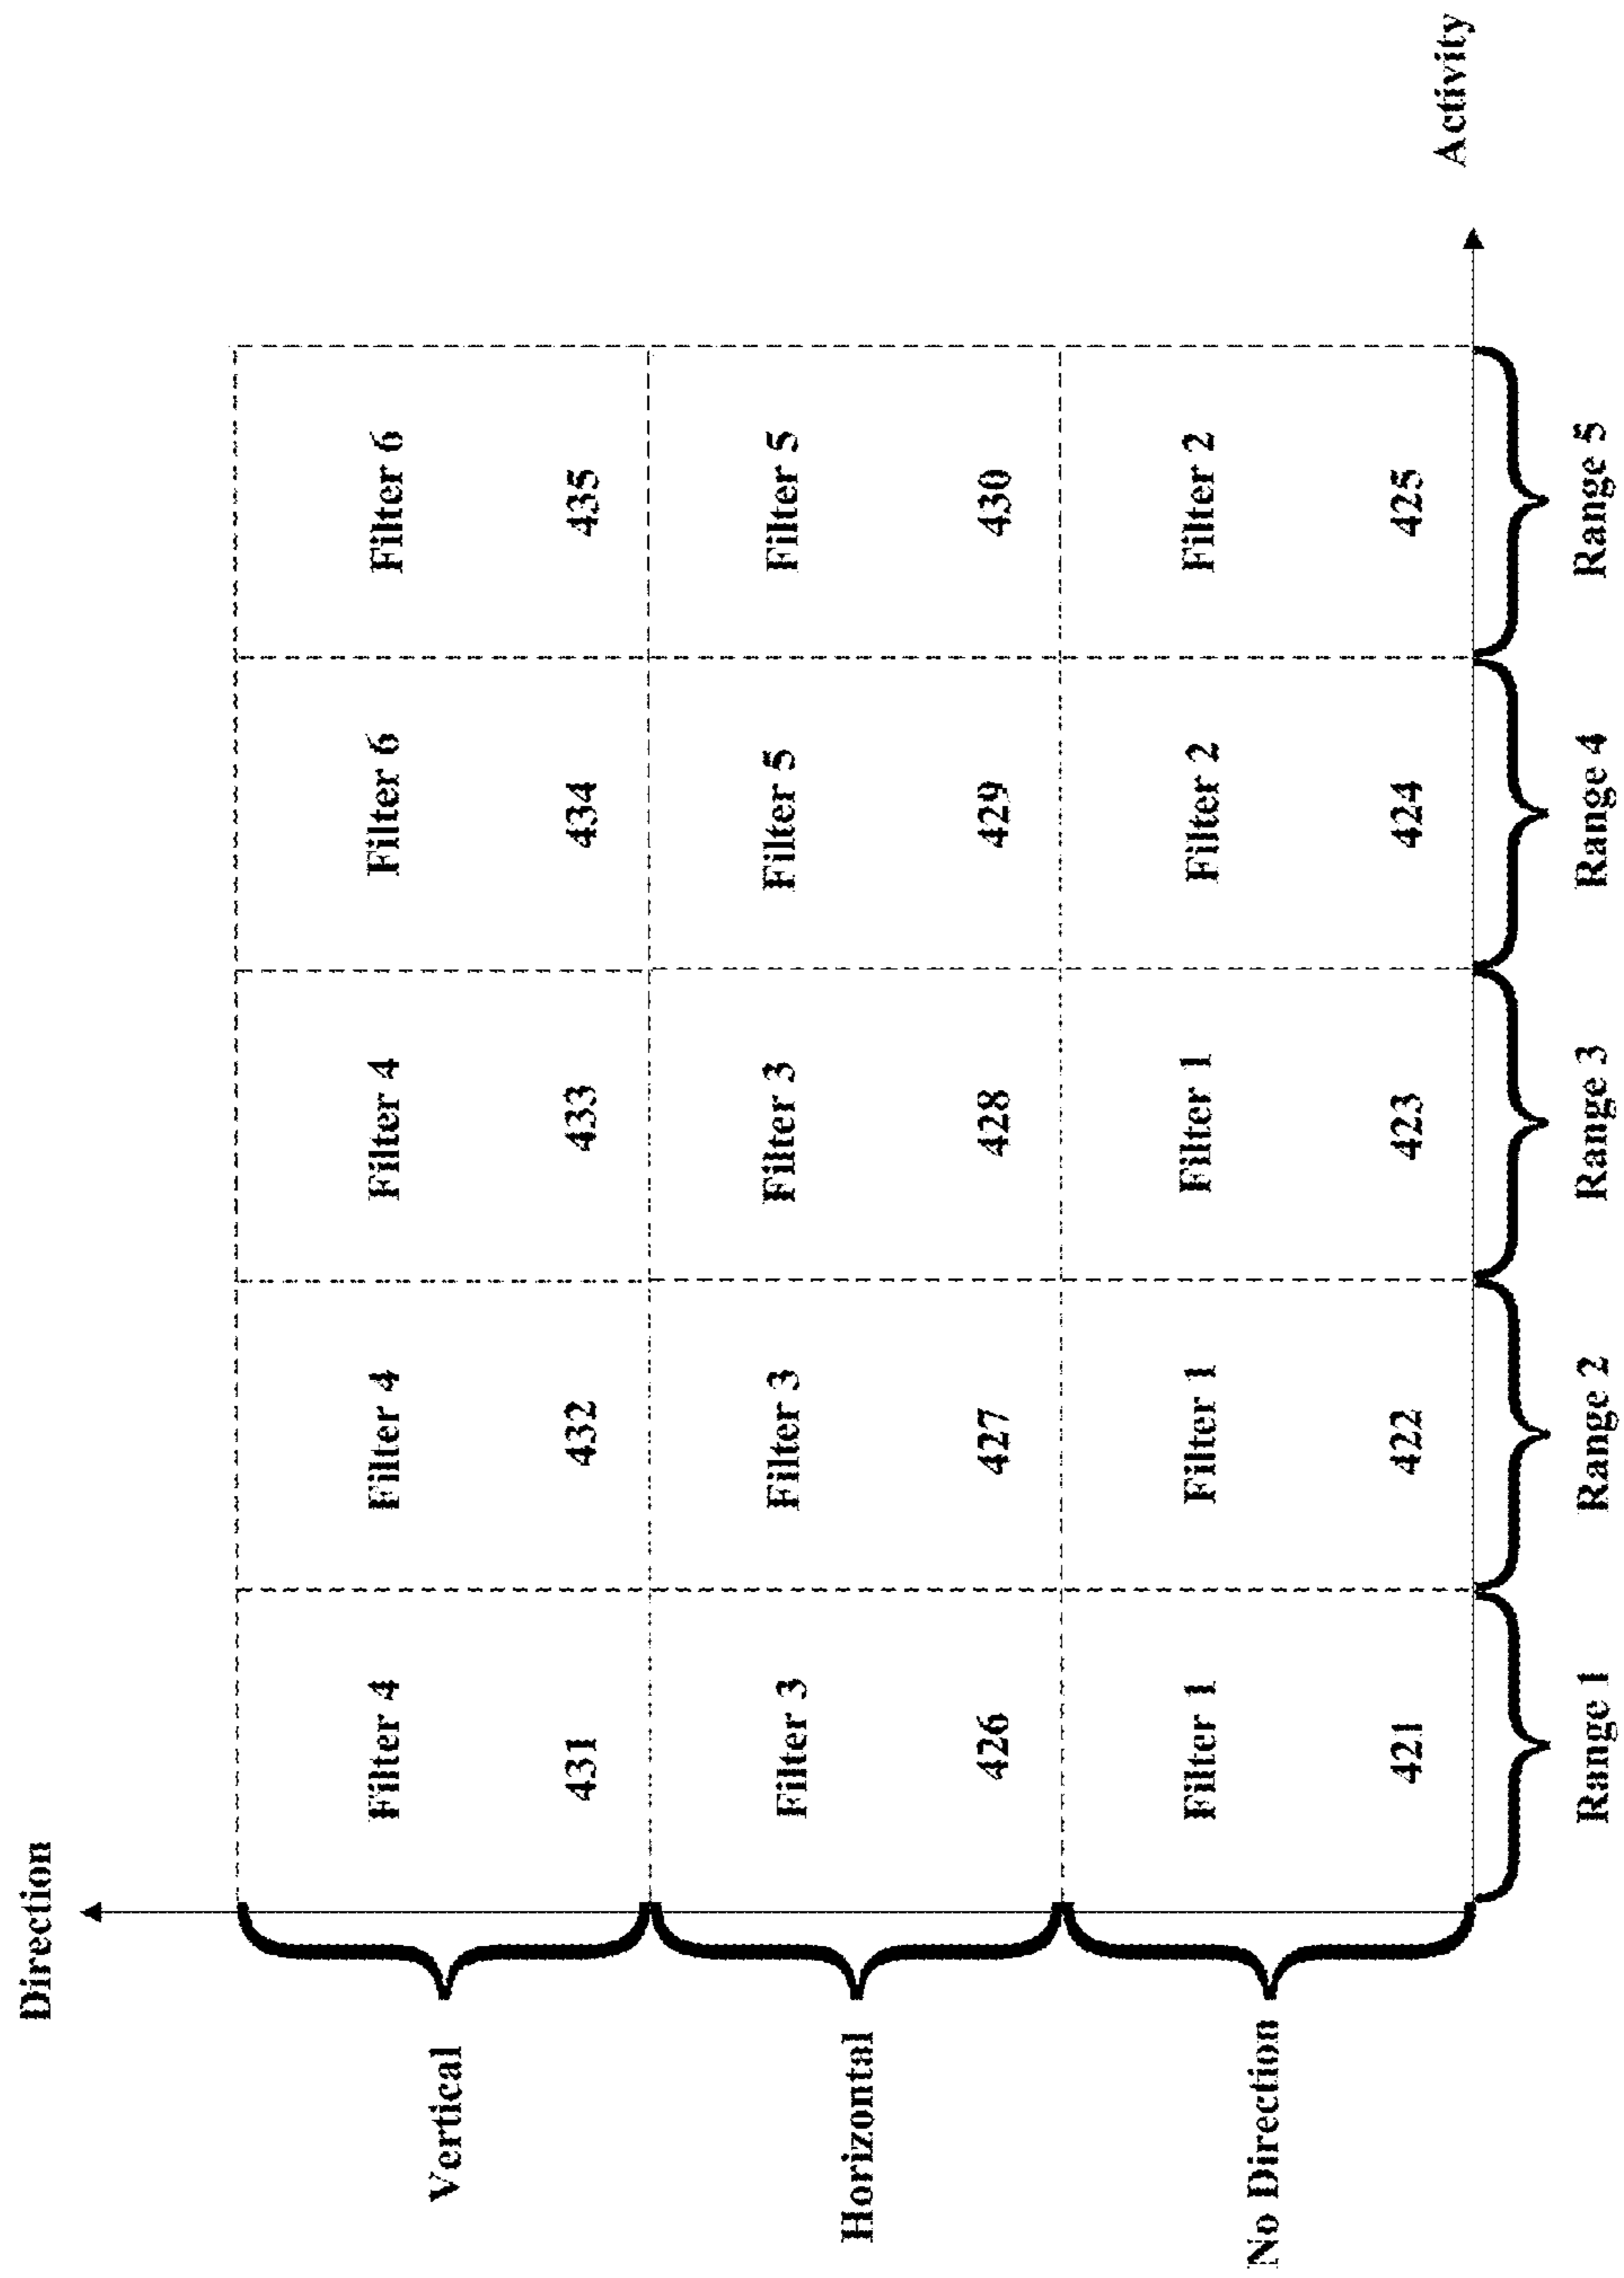 Direction
Vertical
Filter 4
Filter 4
Filter 4
Filter 6
Filter 6
431
432
433
434
435
Horizontal
Filter 3
Filter 3
Filter 3
Filter 5
Filter 5
426
427
428
429
430
No Direction
Filter 1
Filter 1
Filter 1
Filter 2
Filter 2
421
422
423
424
425
Activity
Range 1
Range 2
Range 3
Range 4
Range 5